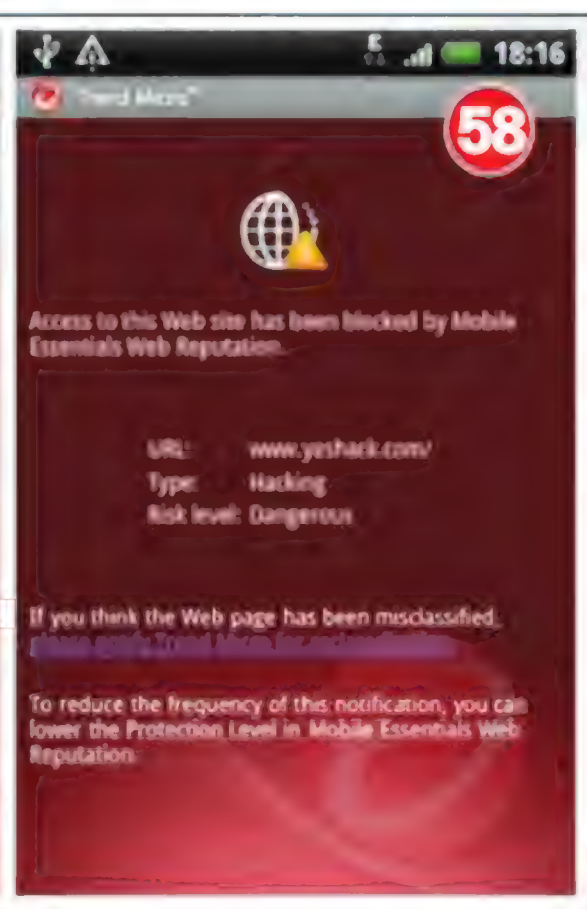 18:16
Trend Micro™
58
Access to this Web site has been blocked by Mobile
Essentials Web Reputation.
URL: www.yeshack.com/
Type: Hacking
Risk level: Dangerous
If you think the Web page has been misclassified,
To reduce the frequency of this notification, you can
lower the Protection Level in Mobile Essentials Web
Reputation.